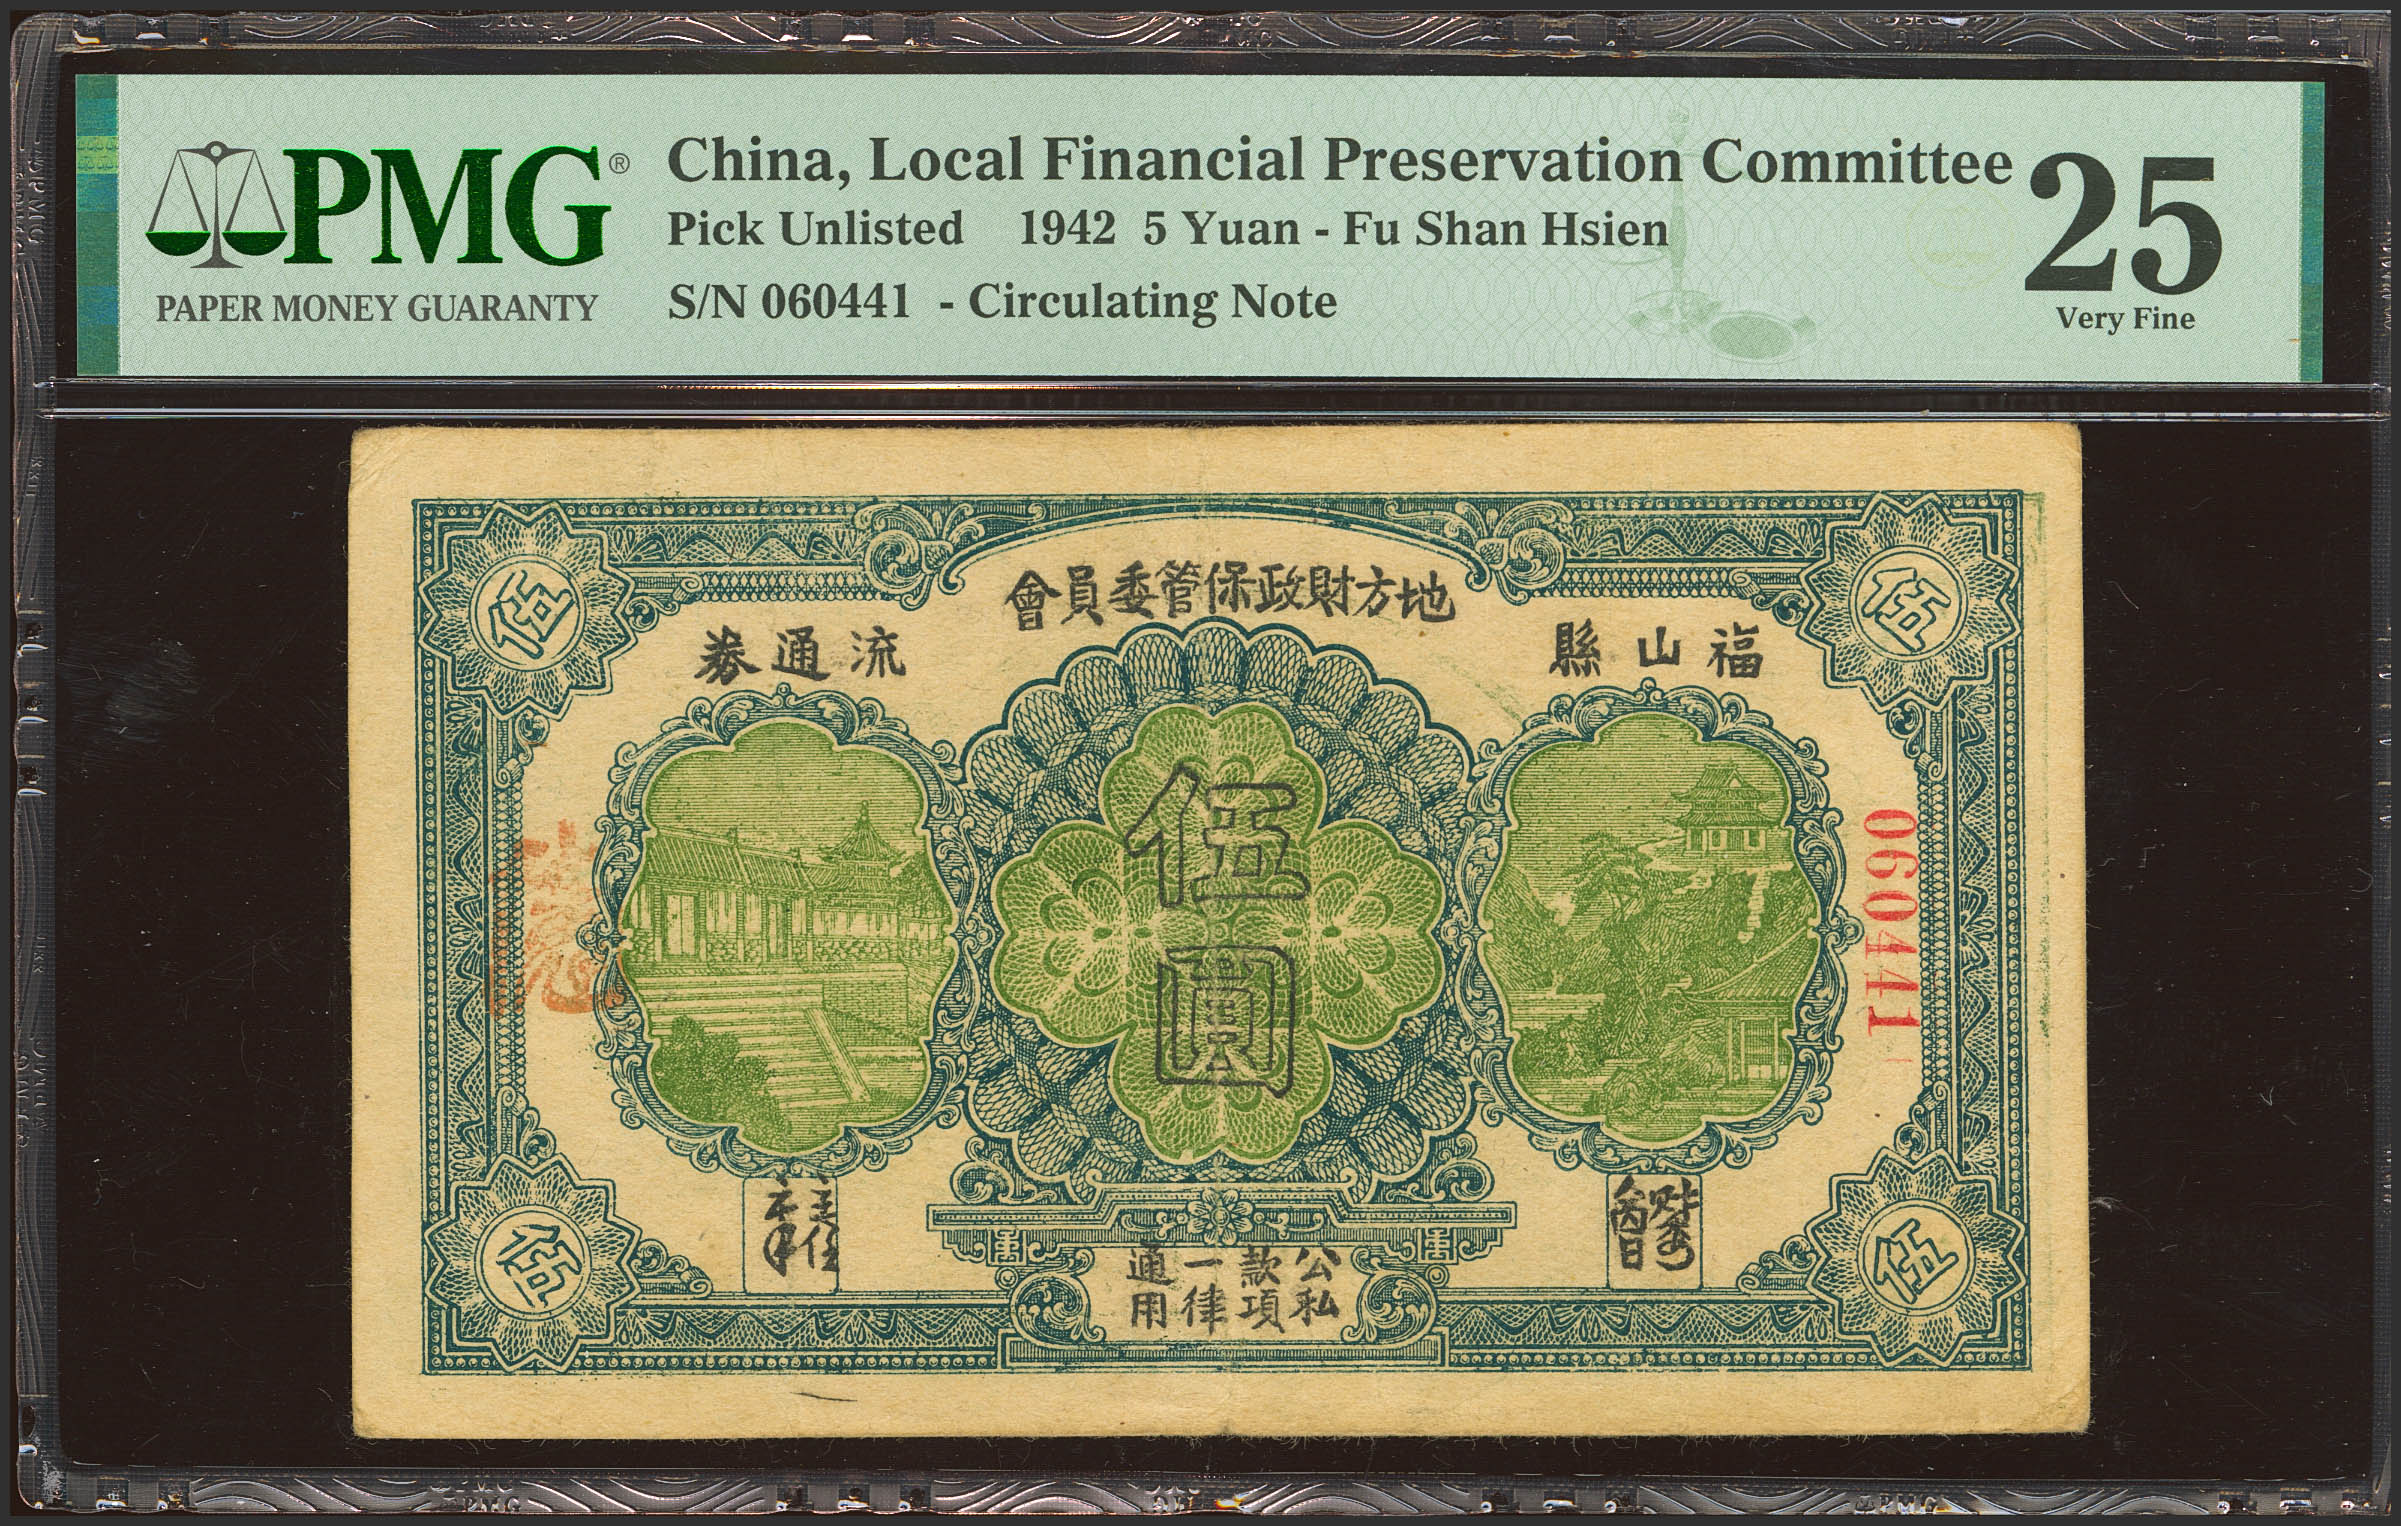 PMG®
PAPER MONEY GUARANTY
China, Local Financial Preservation Committee
Pick Unlisted 1942 5 Yuan - Fu Shan Hsien
S/N 060441 - Circulating Note
25
Very Fine
地方財政保管委員會
福山縣
流通券
伍
伍
伍圓
060441
伍
伍
公私
款項
一律
通用